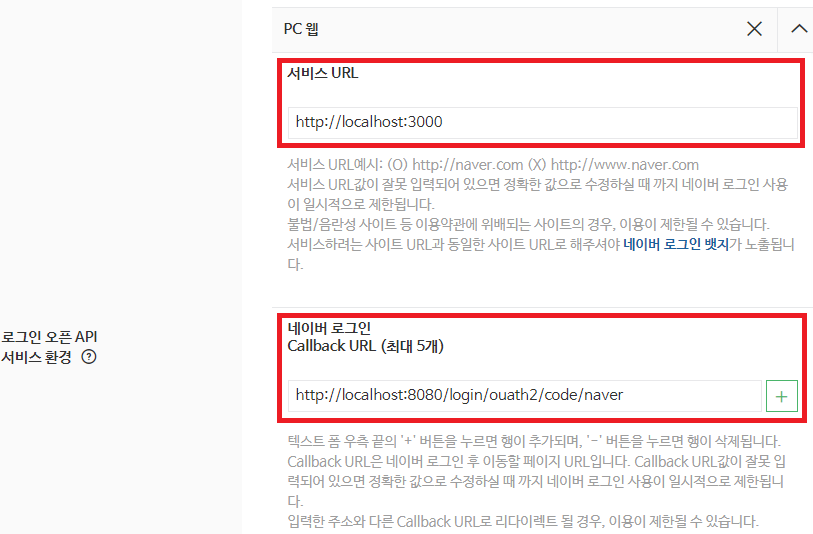 PC 웹
서비스 URL
http://localhost:3000
서비스 URL예시: (O) http://naver.com (X) http://www.naver.com
서비스 URL값이 잘못 입력되어 있으면 정확한 값으로 수정하실 때 까지 네이버 로그인 사용
이 일시적으로 제한됩니다.
불법/음란성 사이트 등 이용약관에 위배되는 사이트의 경우, 이용이 제한될 수 있습니다.
서비스하려는 사이트 URL과 동일한 사이트 URL로 해주셔야 네이버 로그인 뱃지가 노출됩니
다.
로그인 오픈 API
서비스 환경 ?
네이버 로그인
Callback URL (최대 5개)
http://localhost:8080/login/ouath2/code/naver
+
텍스트 폼 우측 끝의 '+' 버튼을 누르면 행이 추가되며, '-' 버튼을 누르면 행이 삭제됩니다.
Callback URL은 네이버 로그인 후 이동할 페이지 URL입니다. Callback URL값이 잘못 입
력되어 있으면 정확한 값으로 수정하실 때 까지 네이버 로그인 사용이 일시적으로 제한됩니
다.
입력한 주소와 다른 Callback URL로 리다이렉트 될 경우, 이용이 제한될 수 있습니다.